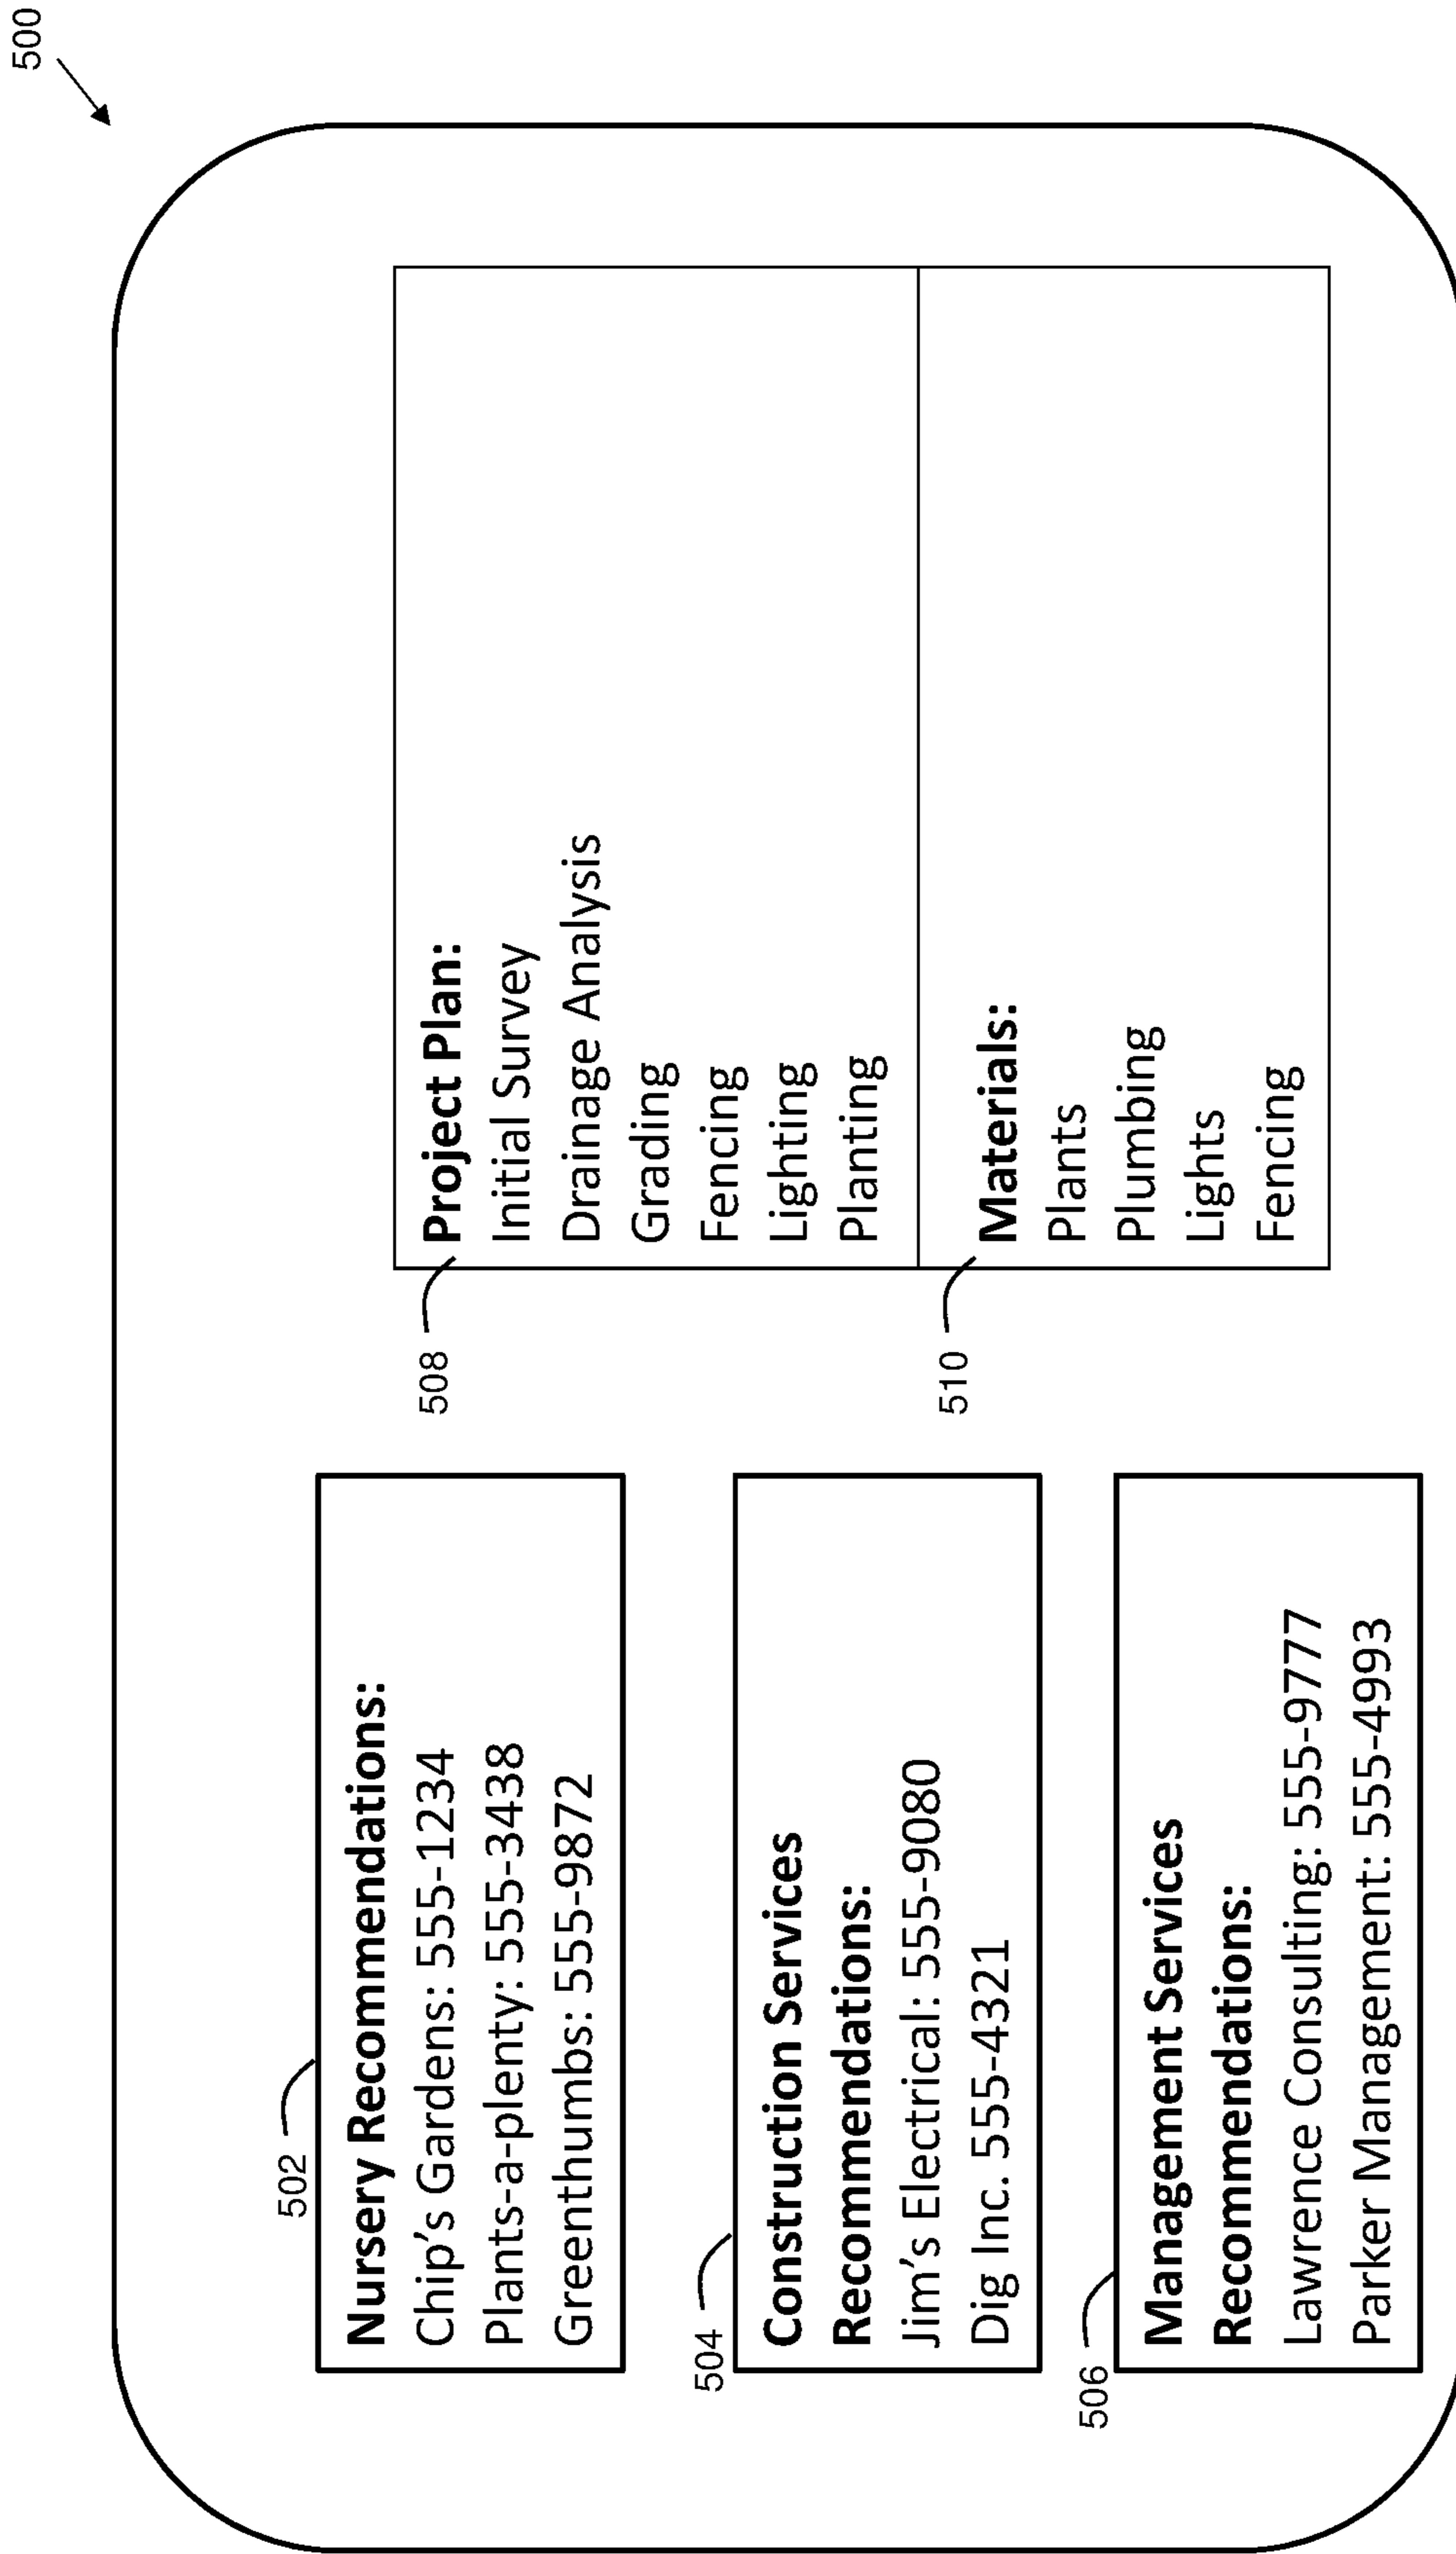 500
502
Nursery Recommendations:
Chip's Gardens: 555-1234
Plants-a-plenty: 555-3438
Greenthumbs: 555-9872
504
Construction Services
Recommendations:
Jim's Electrical: 555-9080
Dig Inc. 555-4321
506
Management Services
Recommendations:
Lawrence Consulting: 555-9777
Parker Management: 555-4993
508
Project Plan:
Initial Survey
Drainage Analysis
Grading
Fencing
Lighting
Planting
510
Materials:
Plants
Plumbing
Lights
Fencing